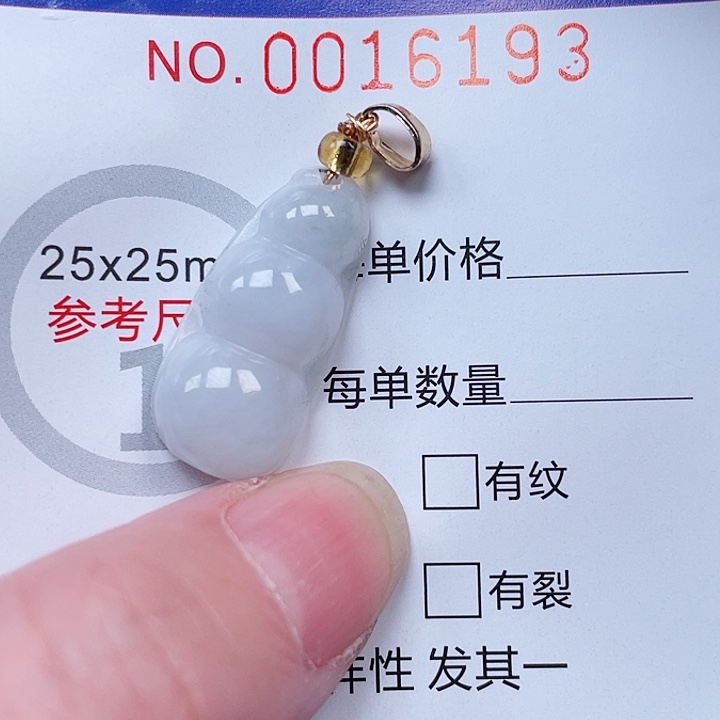 NO.0016193
25x25m
单价格
参考尺
1
每单数量
有纹
有裂
性 发其一